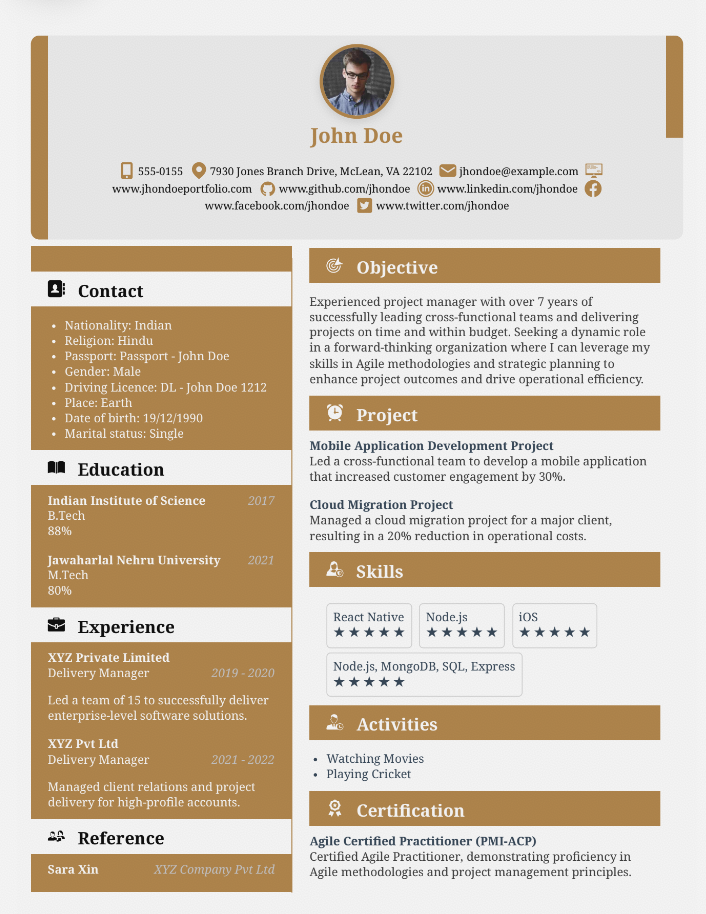 John Doe
555-0155 7930 Jones Branch Drive, McLean, VA 22102 jhondoe@example.com
www.jhondoeportfolio.com www.github.com/jhondoe www.linkedin.com/jhondoe
www.facebook.com/jhondoe www.twitter.com/jhondoe
Contact
• Nationality: Indian
• Religion: Hindu
• Passport: Passport - John Doe
• Gender: Male
• Driving Licence: DL - John Doe 1212
• Place: Earth
• Date of birth: 19/12/1990
• Marital status: Single
Education
Indian Institute of Science 2017
B.Tech
88%
Jawaharlal Nehru University 2021
M.Tech
80%
Experience
XYZ Private Limited
Delivery Manager 2019 - 2020
Led a team of 15 to successfully deliver
enterprise-level software solutions.
XYZ Pvt Ltd
Delivery Manager 2021 - 2022
Managed client relations and project
delivery for high-profile accounts.
Reference
Sara Xin XYZ Company Pvt Ltd
Objective
Experienced project manager with over 7 years of
successfully leading cross-functional teams and delivering
projects on time and within budget. Seeking a dynamic role
in a forward-thinking organization where I can leverage my
skills in Agile methodologies and strategic planning to
enhance project outcomes and drive operational efficiency.
Project
Mobile Application Development Project
Led a cross-functional team to develop a mobile application
that increased customer engagement by 30%.
Cloud Migration Project
Managed a cloud migration project for a major client,
resulting in a 20% reduction in operational costs.
Skills
React Native Node.js iOS
★★★★★ ★★★★★ ★★★★★
Node.js, MongoDB, SQL, Express
★★★★★
Activities
• Watching Movies
• Playing Cricket
Certification
Agile Certified Practitioner (PMI-ACP)
Certified Agile Practitioner, demonstrating proficiency in
Agile methodologies and project management principles.